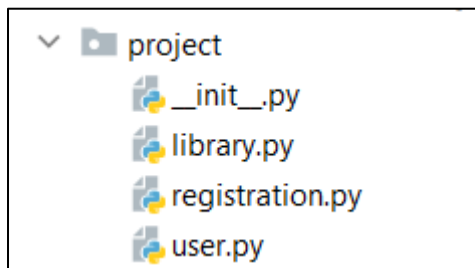 project
__init__.py
library.py
registration.py
user.py